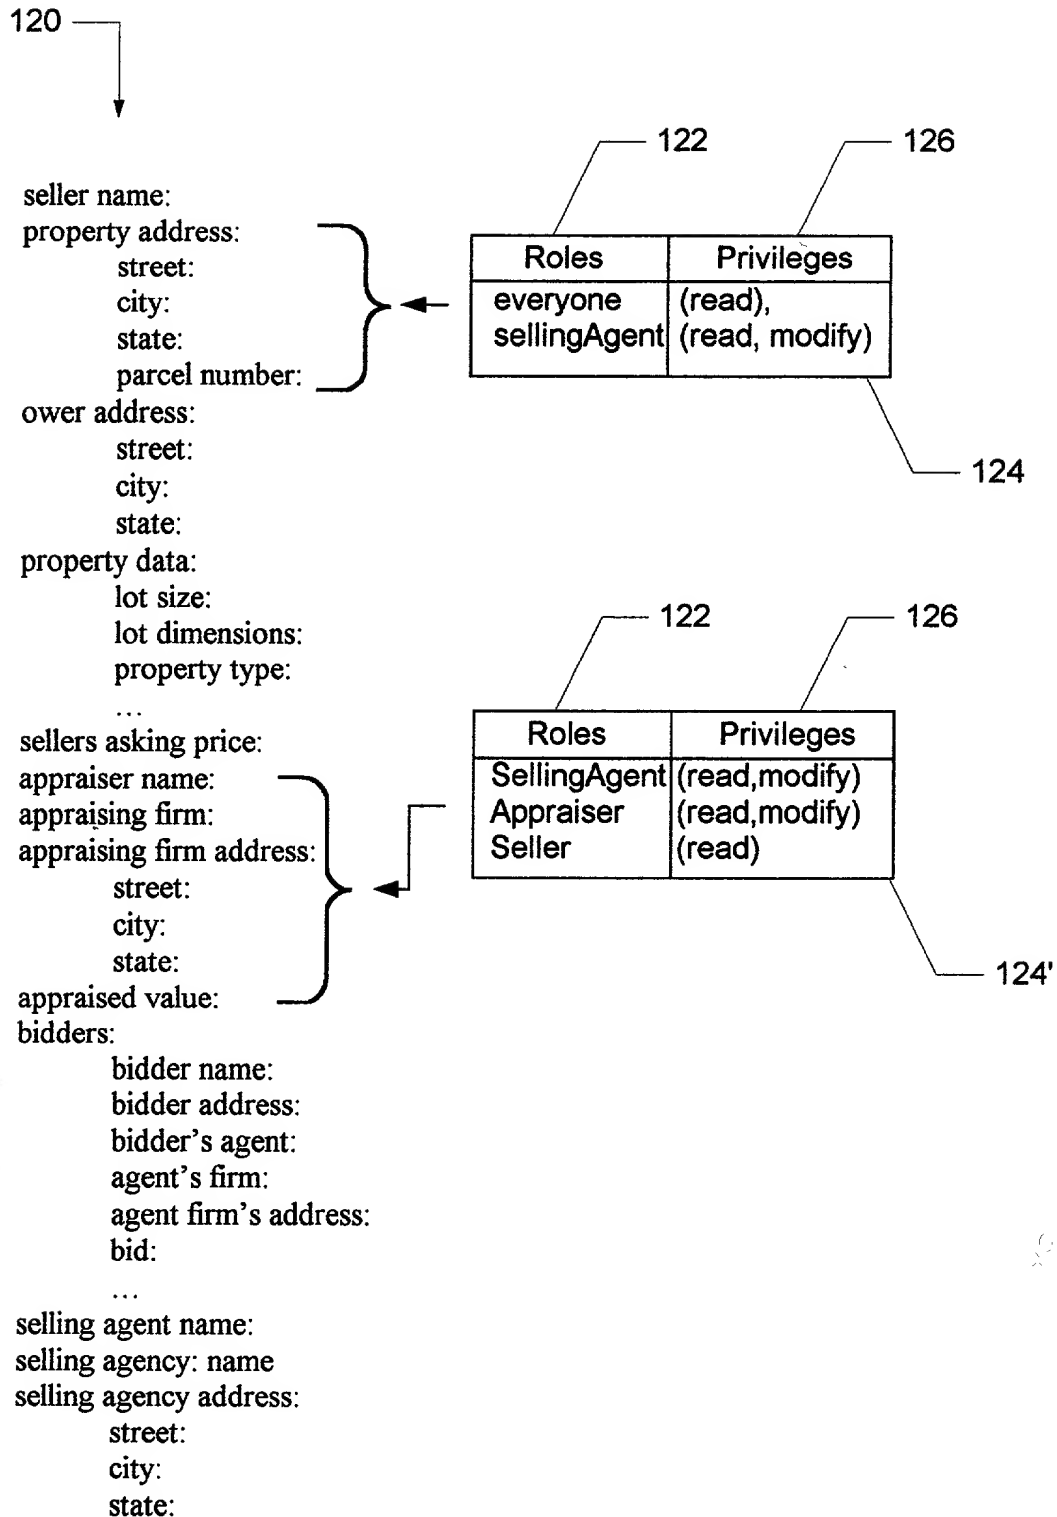 120
122
126
seller name:
property address:
street:
city:
state:
parcel number:
Roles Privileges
everyone (read),
sellingAgent (read, modify)
124
ower address:
street:
city:
state:
property data:
lot size:
lot dimensions:
property type:
...
122
126
sellers asking price:
appraiser name:
appraising firm:
appraising firm address:
street:
city:
state:
appraised value:
Roles Privileges
SellingAgent (read,modify)
Appraiser (read,modify)
Seller (read)
124'
bidders:
bidder name:
bidder address:
bidder's agent:
agent's firm:
agent firm's address:
bid:
...
selling agent name:
selling agency: name
selling agency address:
street:
city:
state: